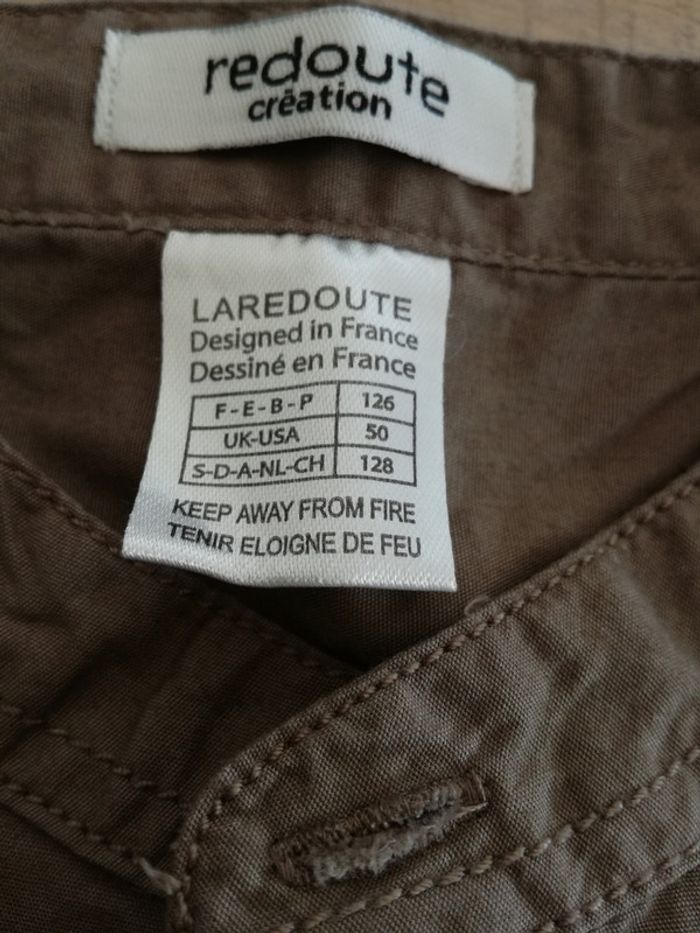 redoute
création
LAREDOUTE
Designed in France
Dessiné en France
F-E-B-P 126
UK-USA 50
S-D-A-NL-CH 128
KEEP AWAY FROM FIRE
TENIR ELOIGNE DE FEU